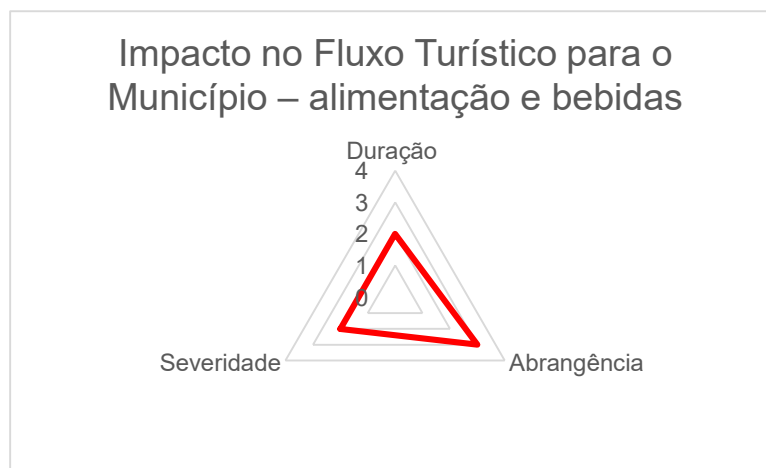 Impacto no Fluxo Turístico para o
Município – alimentação e bebidas
Duração
4
3
2
1
0
Severidade
Abrangência